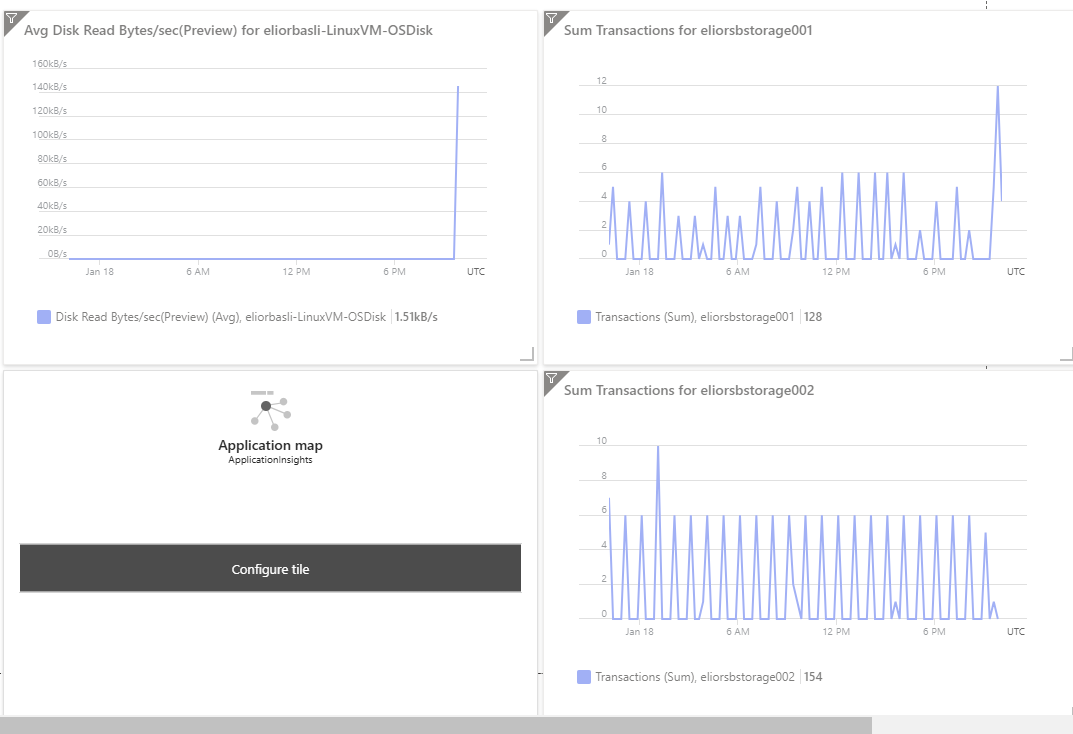 Avg Disk Read Bytes/sec(Preview) for eliorbasli-LinuxVM-OSDisk
160kB/s
140kB/s
120kB/s
100kB/s
80kB/s
60kB/s
40kB/s
20kB/s
0B/s
Jan 18 6 AM 12 PM 6 PM UTC
Disk Read Bytes/sec(Preview) (Avg), eliorbasli-LinuxVM-OSDisk 1.51kB/s
Sum Transactions for eliorsbstorage001
12
10
8
6
4
2
0
Jan 18 6 AM 12 PM 6 PM UTC
Transactions (Sum), eliorsbstorage001 128
Application map
ApplicationInsights
Configure tile
Sum Transactions for eliorsbstorage002
10
8
6
4
2
0
Jan 18 6 AM 12 PM 6 PM UTC
Transactions (Sum), eliorsbstorage002 154